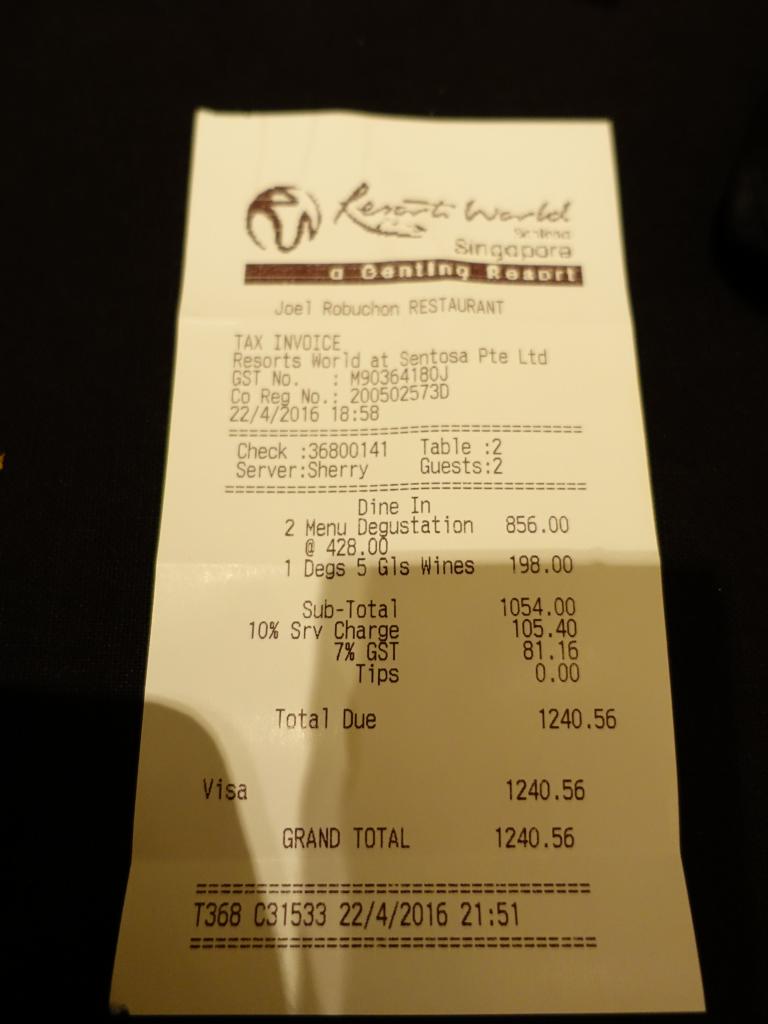 Resorts World
Sentosa
Singapore
a Genting Resort
Joel Robuchon RESTAURANT
TAX INVOICE
Resorts World at Sentosa Pte Ltd
GST No. : M90364180J
Co Reg No.: 200502573D
22/4/2016 18:58
================================
Check :36800141 Table :2
Server:Sherry Guests:2
================================
Dine In
2 Menu Degustation 856.00
@ 428.00
1 Degs 5 Gls Wines 198.00
Sub-Total 1054.00
10% Srv Charge 105.40
7% GST 81.16
Tips 0.00
Total Due 1240.56
Visa 1240.56
GRAND TOTAL 1240.56
================================
T368 C31533 22/4/2016 21:51
================================